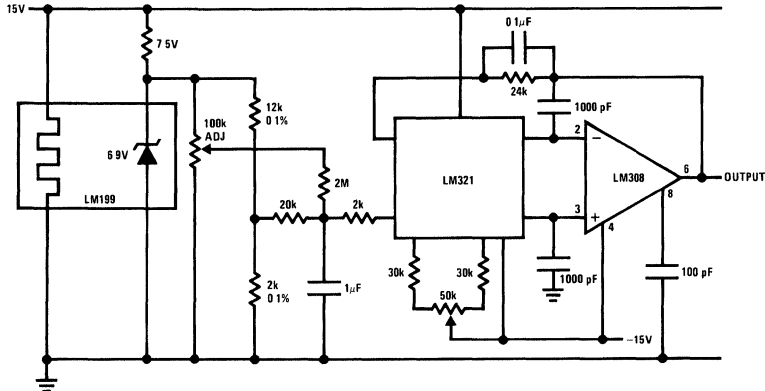 15V
7 5V
0 1µF
24k
1000 pF
12k
0 1%
100k
ADJ
6 9V
2
6
LM308
OUTPUT
LM199
2M
LM321
8
20k
2k
3
4
30k
30k
1000 pF
100 pF
2k
0 1%
1µF
50k
−15V